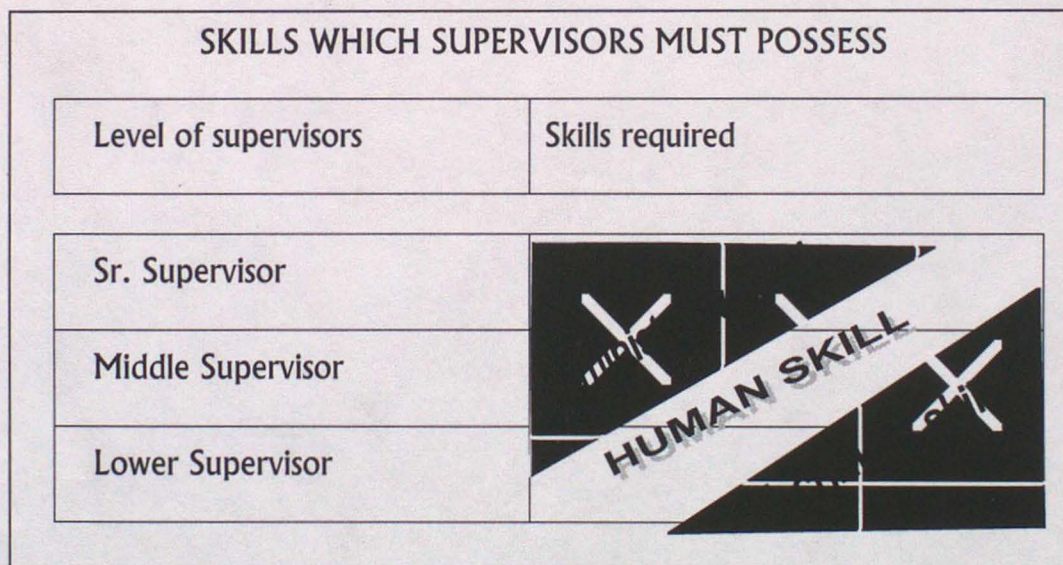 SKILLS WHICH SUPERVISORS MUST POSSESS
Level of supervisors Skills required
Sr. Supervisor
Middle Supervisor
Lower Supervisor
HUMAN SKILL